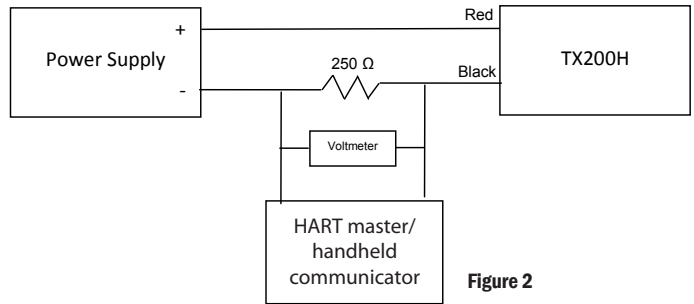 Red
+
Power Supply
TX200H
250 Ω
Black
-
Voltmeter
HART master/
handheld
communicator
Figure 2